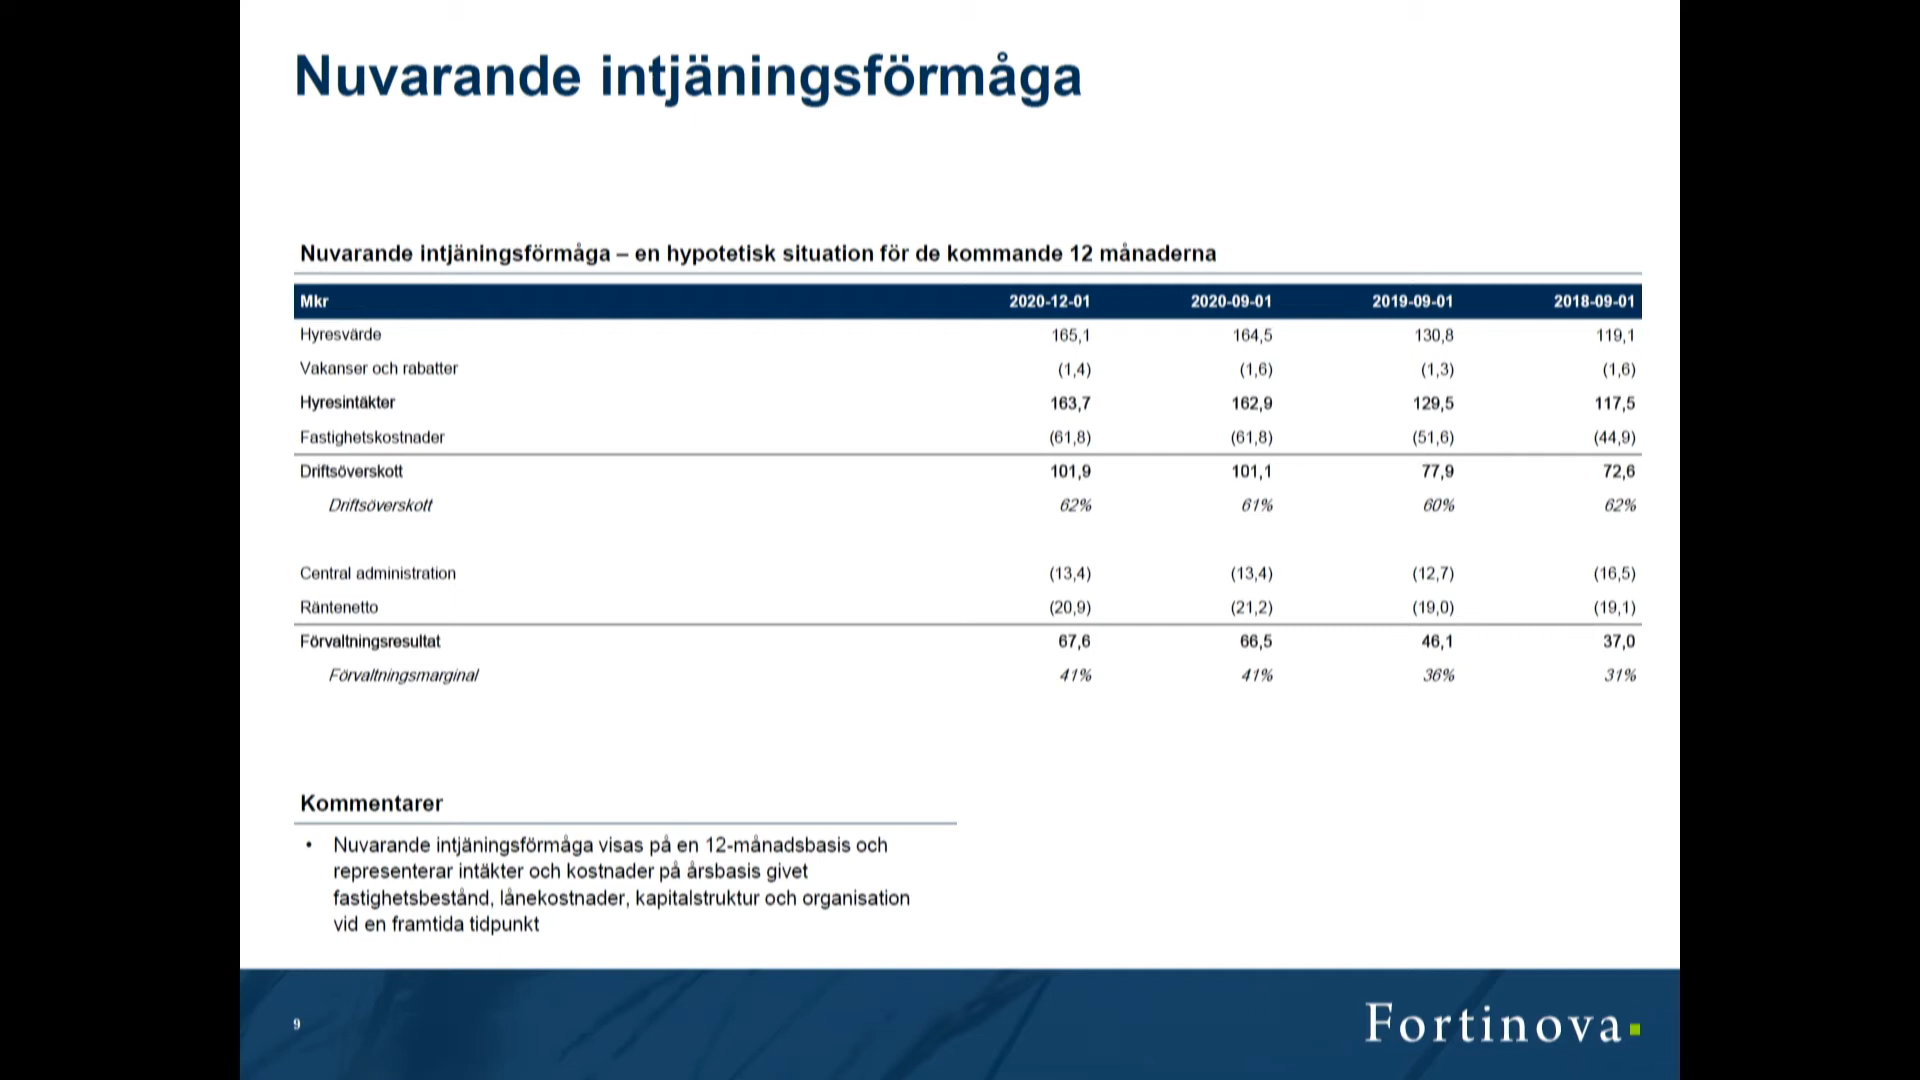 Nuvarande intjäningsförmåga
Nuvarande intjäningsförmåga – en hypotetisk situation för de kommande 12 månaderna
Mkr 2020-12-01 2020-09-01 2019-09-01 2018-09-01
Hyresvärde 165,1 164,5 130,8 119,1
Vakanser och rabatter (1,4) (1,6) (1,3) (1,6)
Hyresintäkter 163,7 162,9 129,5 117,5
Fastighetskostnader (61,8) (61,8) (51,6) (44,9)
Driftsöverskott 101,9 101,1 77,9 72,6
Driftsöverskott 62% 61% 60% 62%
Central administration (13,4) (13,4) (12,7) (16,5)
Räntenetto (20,9) (21,2) (19,0) (19,1)
Förvaltningsresultat 67,6 66,5 46,1 37,0
Förvaltningsmarginal 41% 41% 36% 31%
Kommentarer
• Nuvarande intjäningsförmåga visas på en 12-månadsbasis och
representerar intäkter och kostnader på årsbasis givet
fastighetsbestånd, lånekostnader, kapitalstruktur och organisation
vid en framtida tidpunkt
9
Fortinova